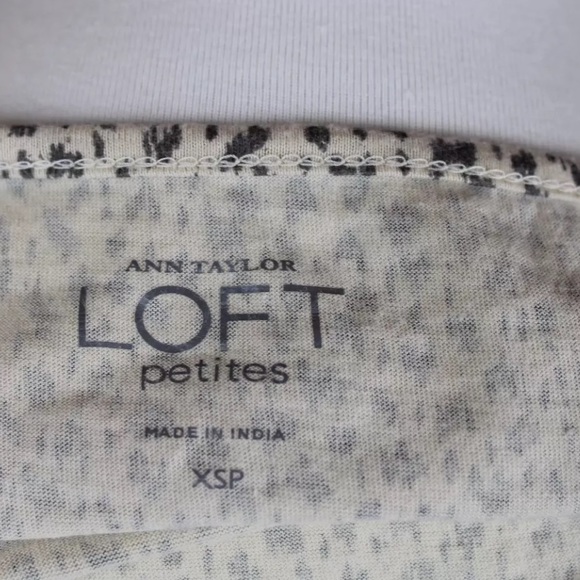 ANN TAYLOR
LOFT
petites
MADE IN INDIA
XSP